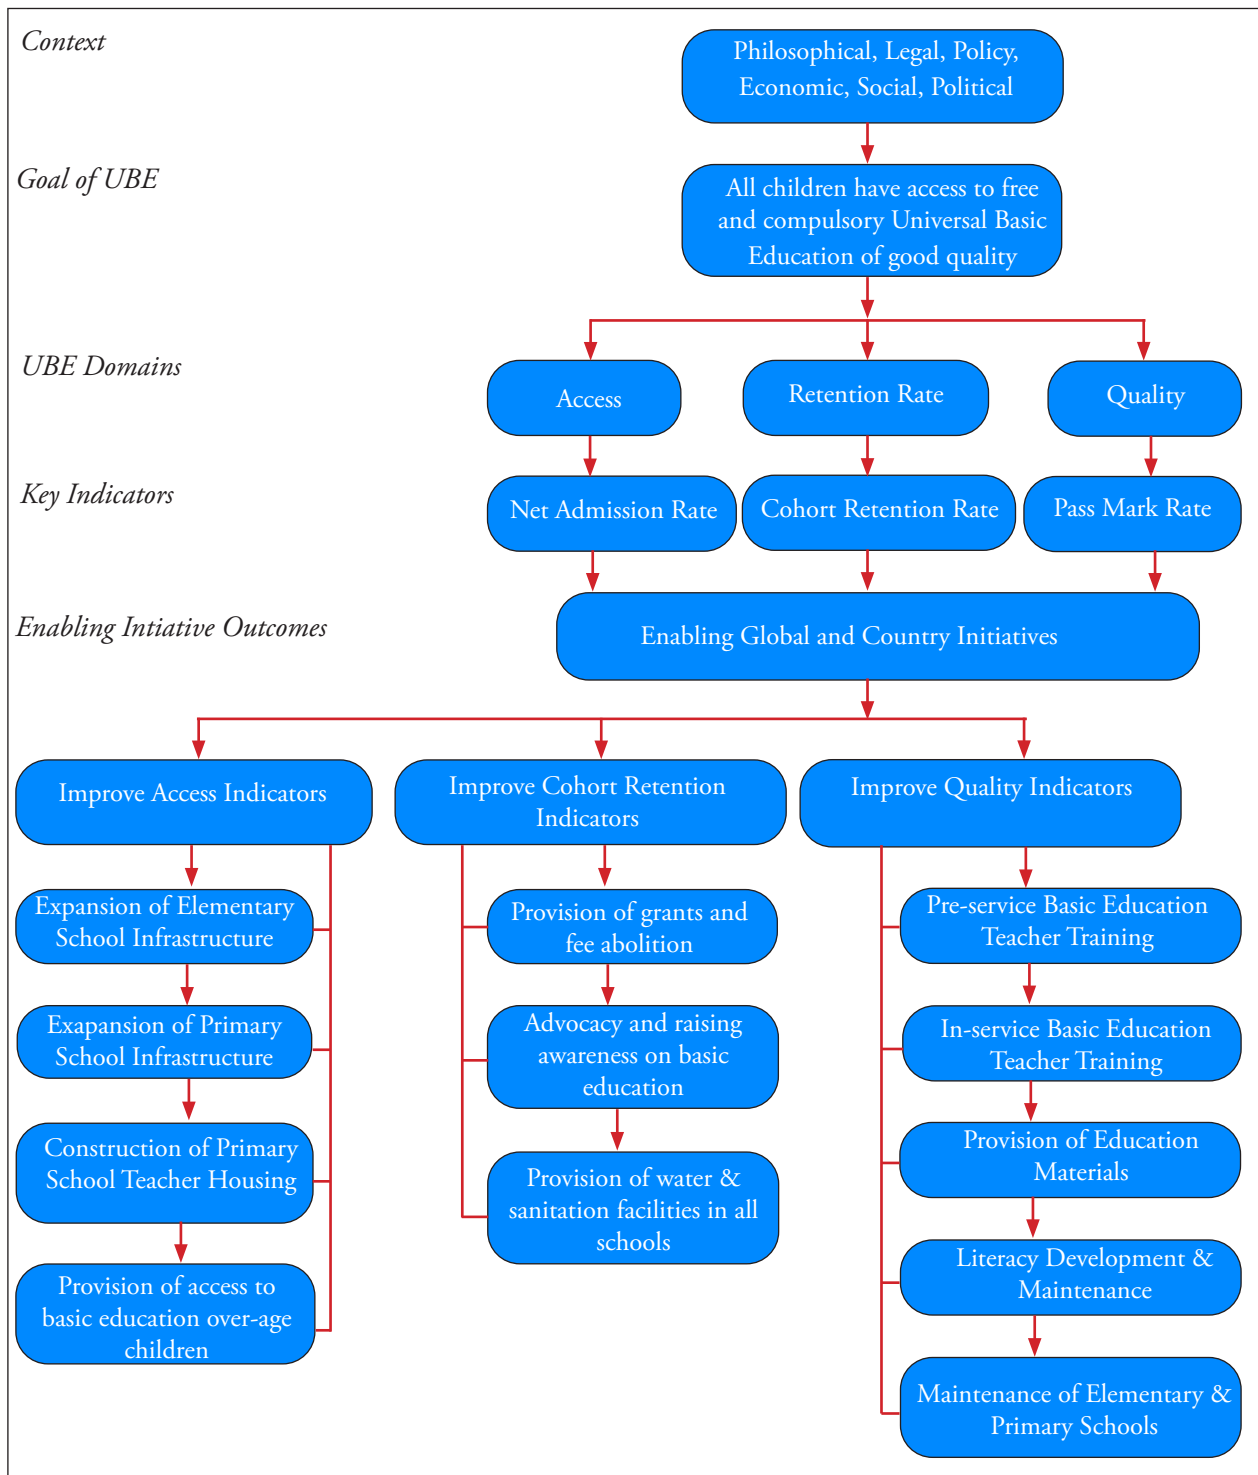 Context
Philosophical, Legal, Policy,
Economic, Social, Political
Goal of UBE
All children have access to free
and compulsory Universal Basic
Education of good quality
UBE Domains
Access
Retention Rate
Quality
Key Indicators
Net Admission Rate
Cohort Retention Rate
Pass Mark Rate
Enabling Intiative Outcomes
Enabling Global and Country Initiatives
Improve Access Indicators
Expansion of Elementary
School Infrastructure
Exapansion of Primary
School Infrastructure
Construction of Primary
School Teacher Housing
Provision of access to
basic education over-age
children
Improve Cohort Retention
Indicators
Provision of grants and
fee abolition
Advocacy and raising
awareness on basic
education
Provision of water &
sanitation facilities in all
schools
Improve Quality Indicators
Pre-service Basic Education
Teacher Training
In-service Basic Education
Teacher Training
Provision of Education
Materials
Literacy Development &
Maintenance
Maintenance of Elementary &
Primary Schools